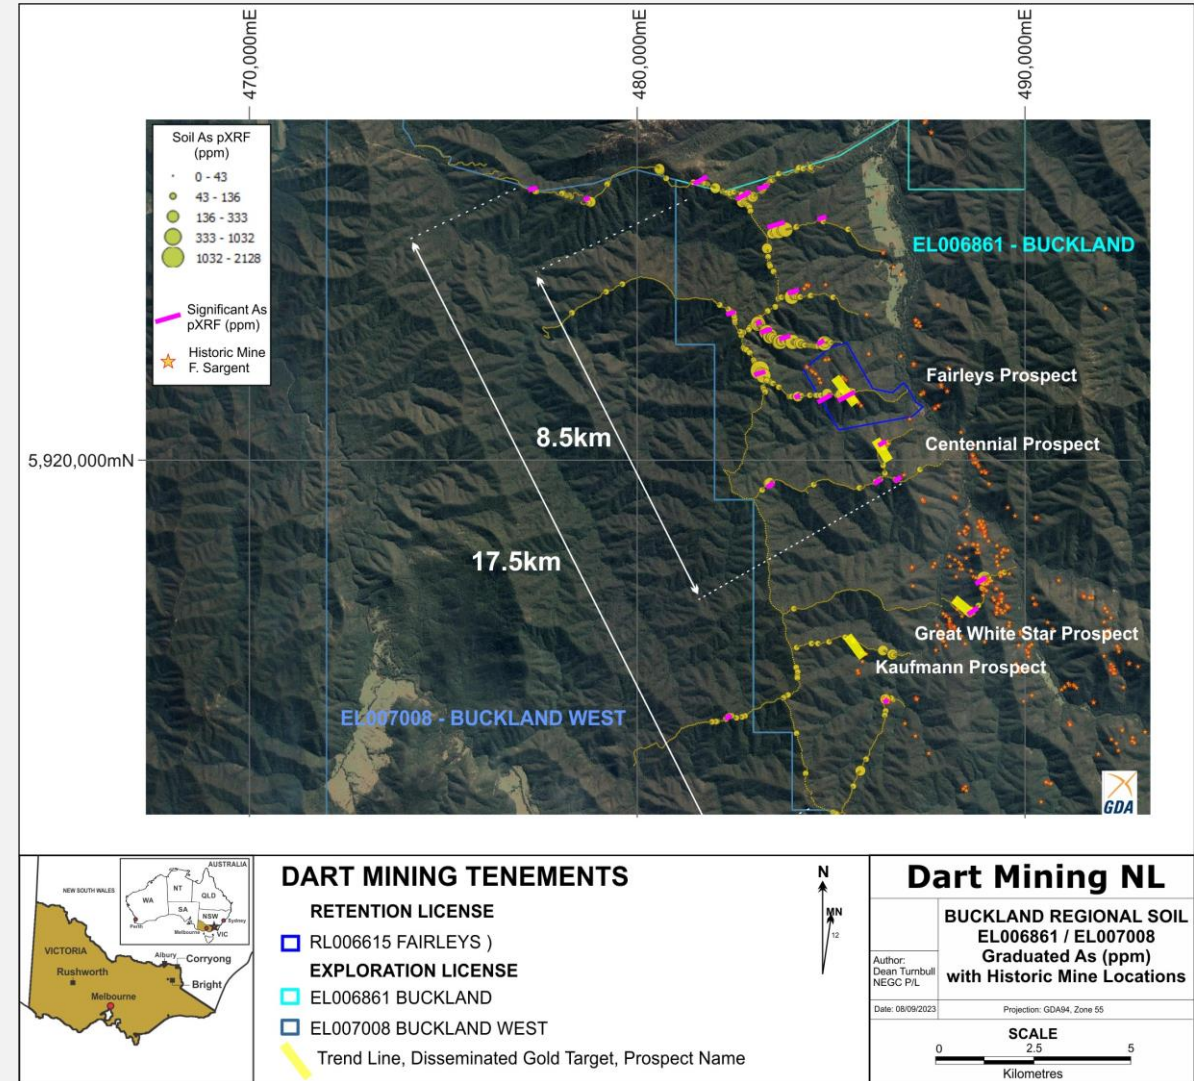 470,000mE
480,000mE
490,000mE
Soil As pXRF
(ppm)
0 - 43
43 - 136
136 - 333
333 - 1032
1032 - 2128
Significant As
pXRF (ppm)
Historic Mine
F. Sargent
EL006861 - BUCKLAND
Fairleys Prospect
8.5km
Centennial Prospect
5,920,000mN
17.5km
Great White Star Prospect
Kaufmann Prospect
EL007008 - BUCKLAND WEST
GDA
AUSTRALIA
NEW SOUTH WALES
NT
QLD
WA
SA
NSW
Sydney
Perth
Melbourne
VIC
VICTORIA
Albury
Corryong
Rushworth
Bright
Melbourne
DART MINING TENEMENTS
RETENTION LICENSE
RL006615 FAIRLEYS )
EXPLORATION LICENSE
EL006861 BUCKLAND
EL007008 BUCKLAND WEST
Trend Line, Disseminated Gold Target, Prospect Name
N
MN
12
Dart Mining NL
BUCKLAND REGIONAL SOIL
EL006861 / EL007008
Graduated As (ppm)
with Historic Mine Locations
Author:
Dean Turnbull
NEGC P/L
Date: 08/09/2023
Projection: GDA94, Zone 55
SCALE
0 2.5 5
Kilometres